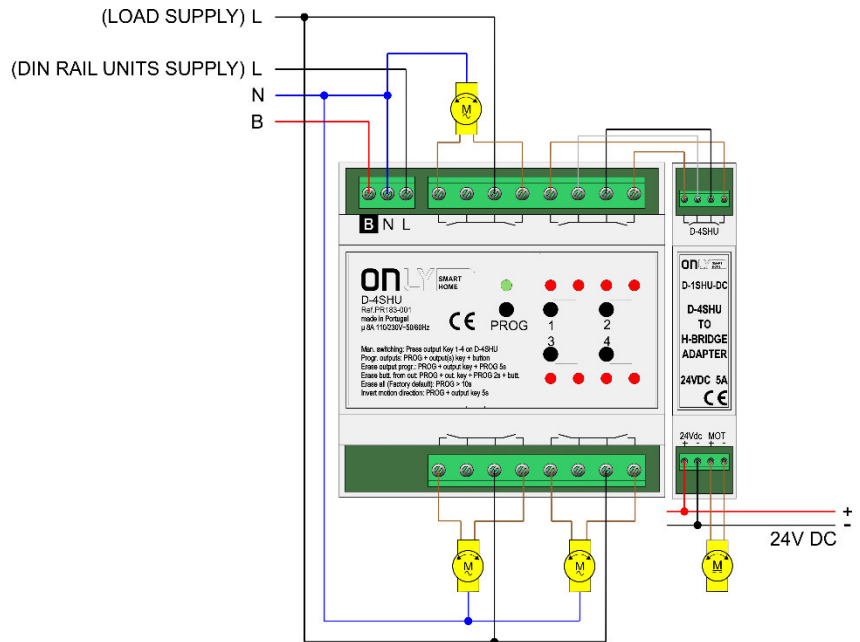 (LOAD SUPPLY) L
(DIN RAIL UNITS SUPPLY) L
N
B
M
~
B N L
D-4SHU
ONLY SMART HOME
D-4SHU
Ref.PR183-001
made in Portugal
µ 8A 110/230V~50/60Hz
CE
PROG
1
2
3
4
Man. switching: Press output Key 1-4 on D-4SHU
Progr. outputs: PROG + output(s) key + button
Erase output progr.: PROG + output key + PROG 5s
Erase butt. from out: PROG + out. key + PROG 2s + butt.
Erase all (Factory default): PROG > 10s
Invert motion direction: PROG + output key 5s
ONLY SMART HOME
D-1SHU-DC
D-4SHU
TO
H-BRIDGE
ADAPTER
24VDC 5A
CE
24Vdc MOT
+ - + -
+
-
24V DC
M
~
M
~
M